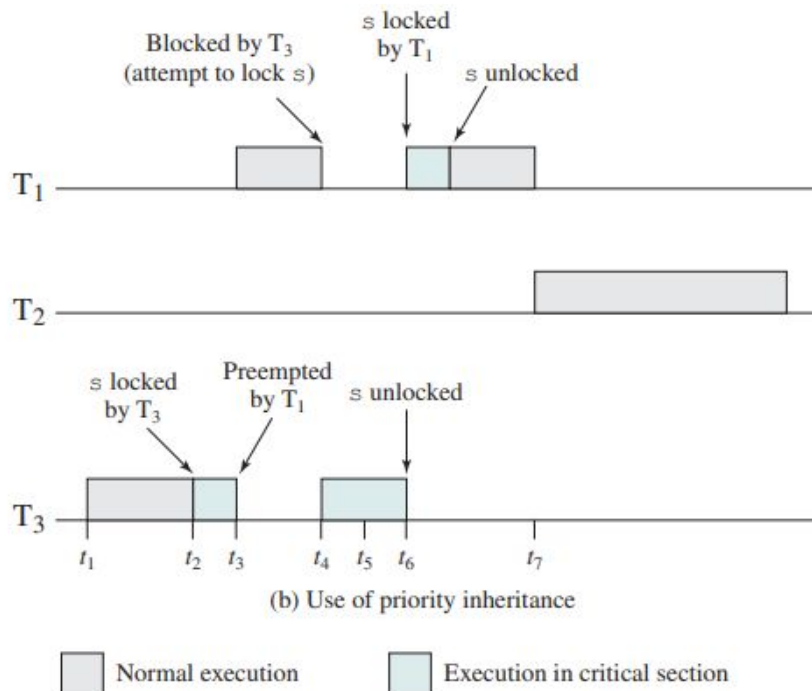 s locked
by T₁
Blocked by T₃
(attempt to lock s)
s unlocked
T₁
T₂
s locked
by T₃
Preempted
by T₁
s unlocked
T₃
t₁ t₂ t₃ t₄ t₅ t₆ t₇
(b) Use of priority inheritance
Normal execution Execution in critical section